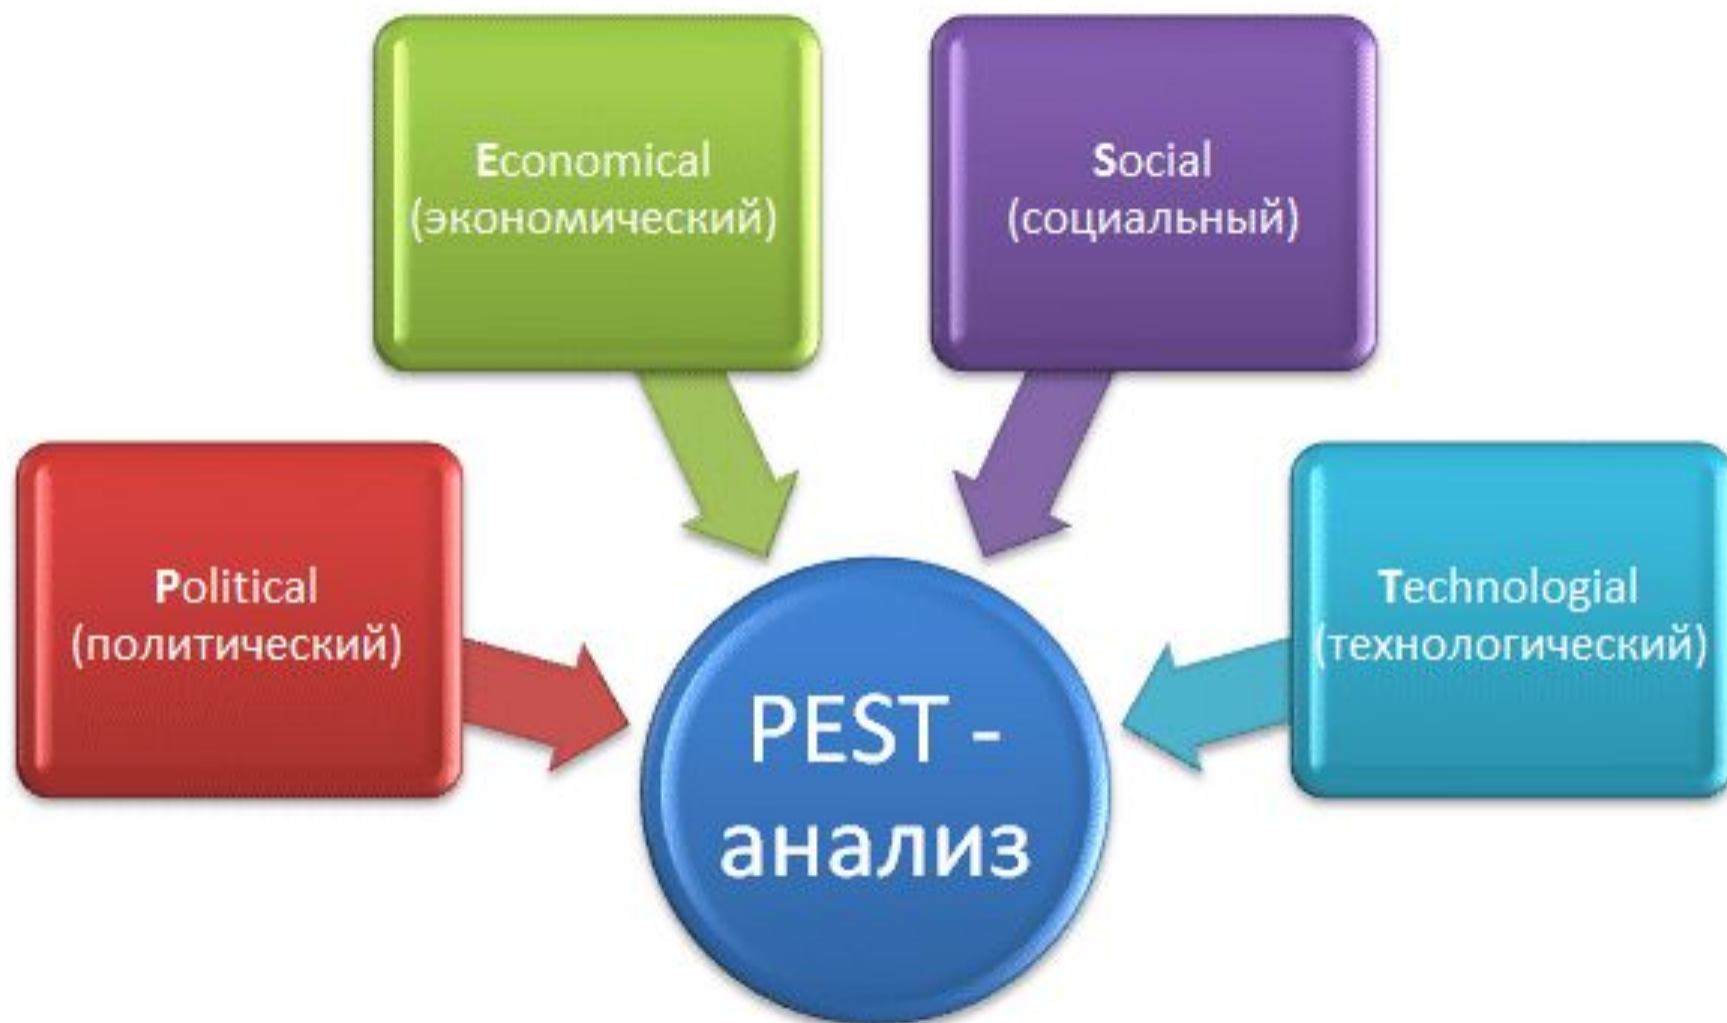 Economical
(экономический)
Social
(социальный)
Political
(политический)
Technologial
(технологический)
PEST -
анализ